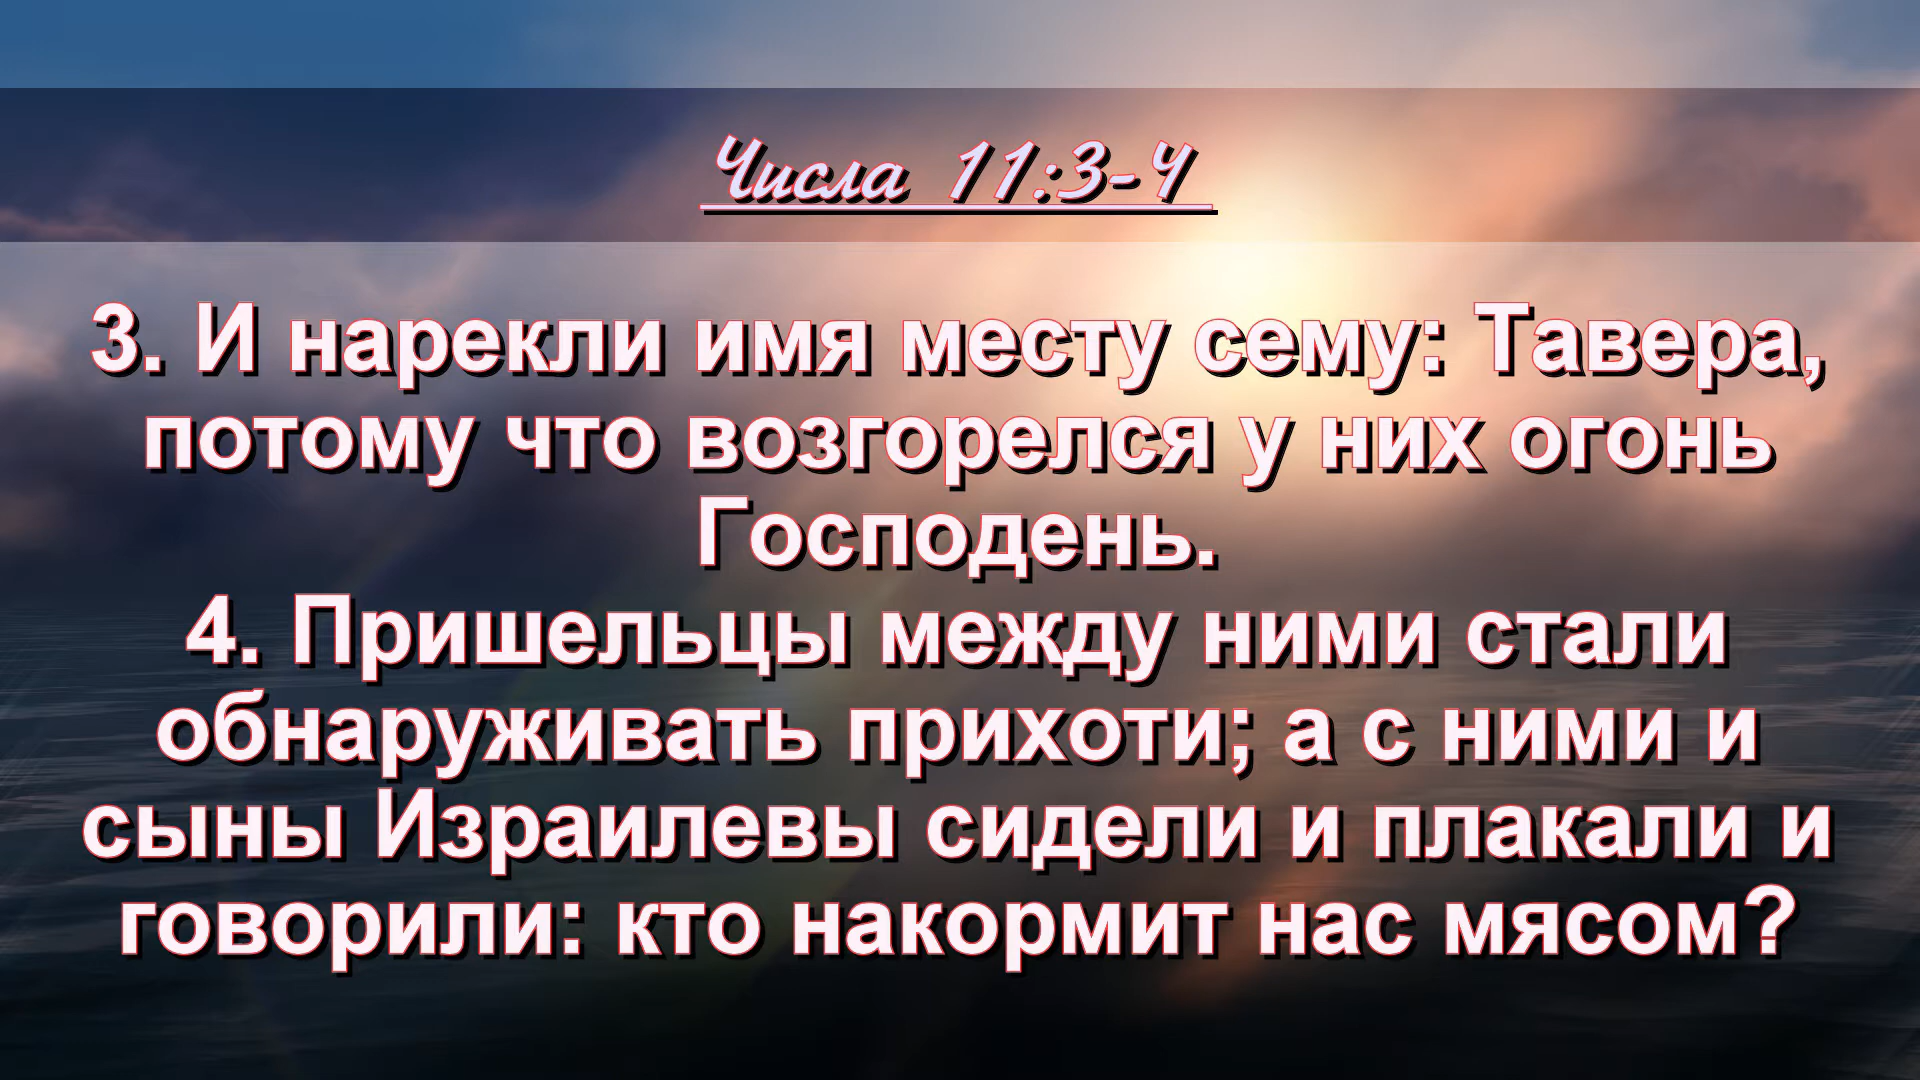 Числа 11:3-4
3. И нарекли имя месту сему: Тавера,
потому что возгорелся у них огонь
Господень.
4. Пришельцы между ними стали
обнаруживать прихоти; а с ними и
сыны Израилевы сидели и плакали и
говорили: кто накормит нас мясом?